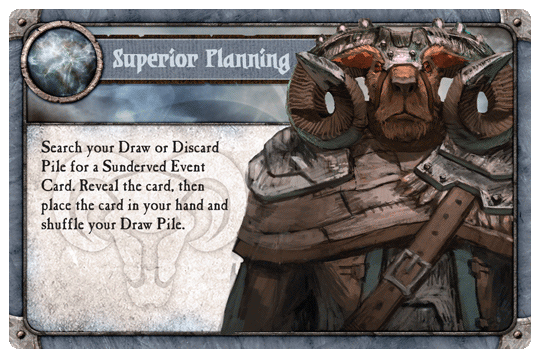 Superior Planning
Search your Draw or Discard
Pile for a Sunderved Event
Card. Reveal the card, then
place the card in your hand and
shuffle your Draw Pile.